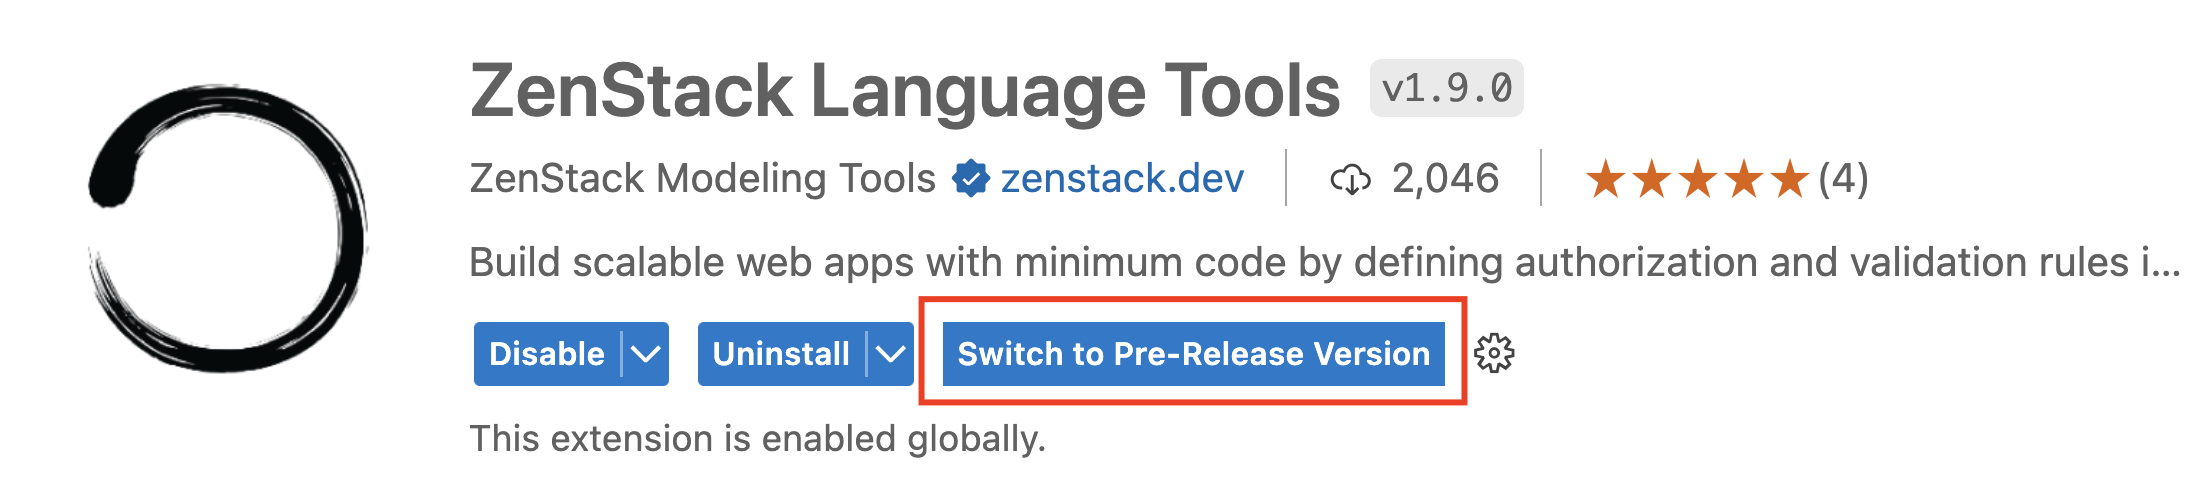 ZenStack Language Tools v1.9.0
ZenStack Modeling Tools zenstack.dev 2,046 (4)
Build scalable web apps with minimum code by defining authorization and validation rules i...
Disable Uninstall Switch to Pre-Release Version
This extension is enabled globally.